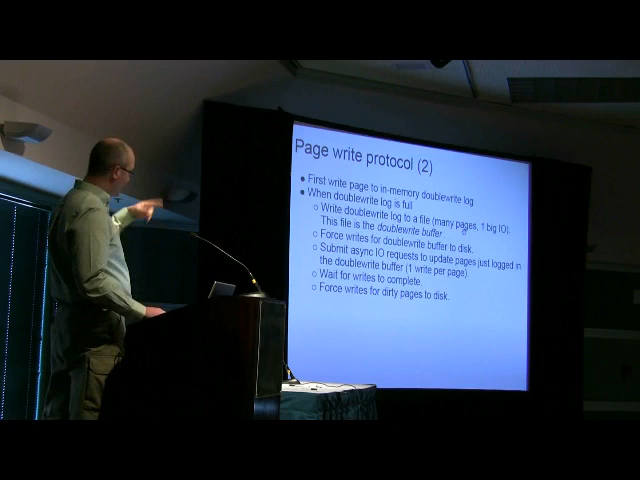 Page write protocol (2)
● First write page to in-memory doublewrite log
● When doublewrite log is full
○ Write doublewrite log to a file (many pages, 1 big IO).
This file is the doublewrite buffer.
○ Force writes for doublewrite buffer to disk.
○ Submit async IO requests to update pages just logged in
the doublewrite buffer (1 write per page).
○ Wait for writes to complete.
○ Force writes for dirty pages to disk.